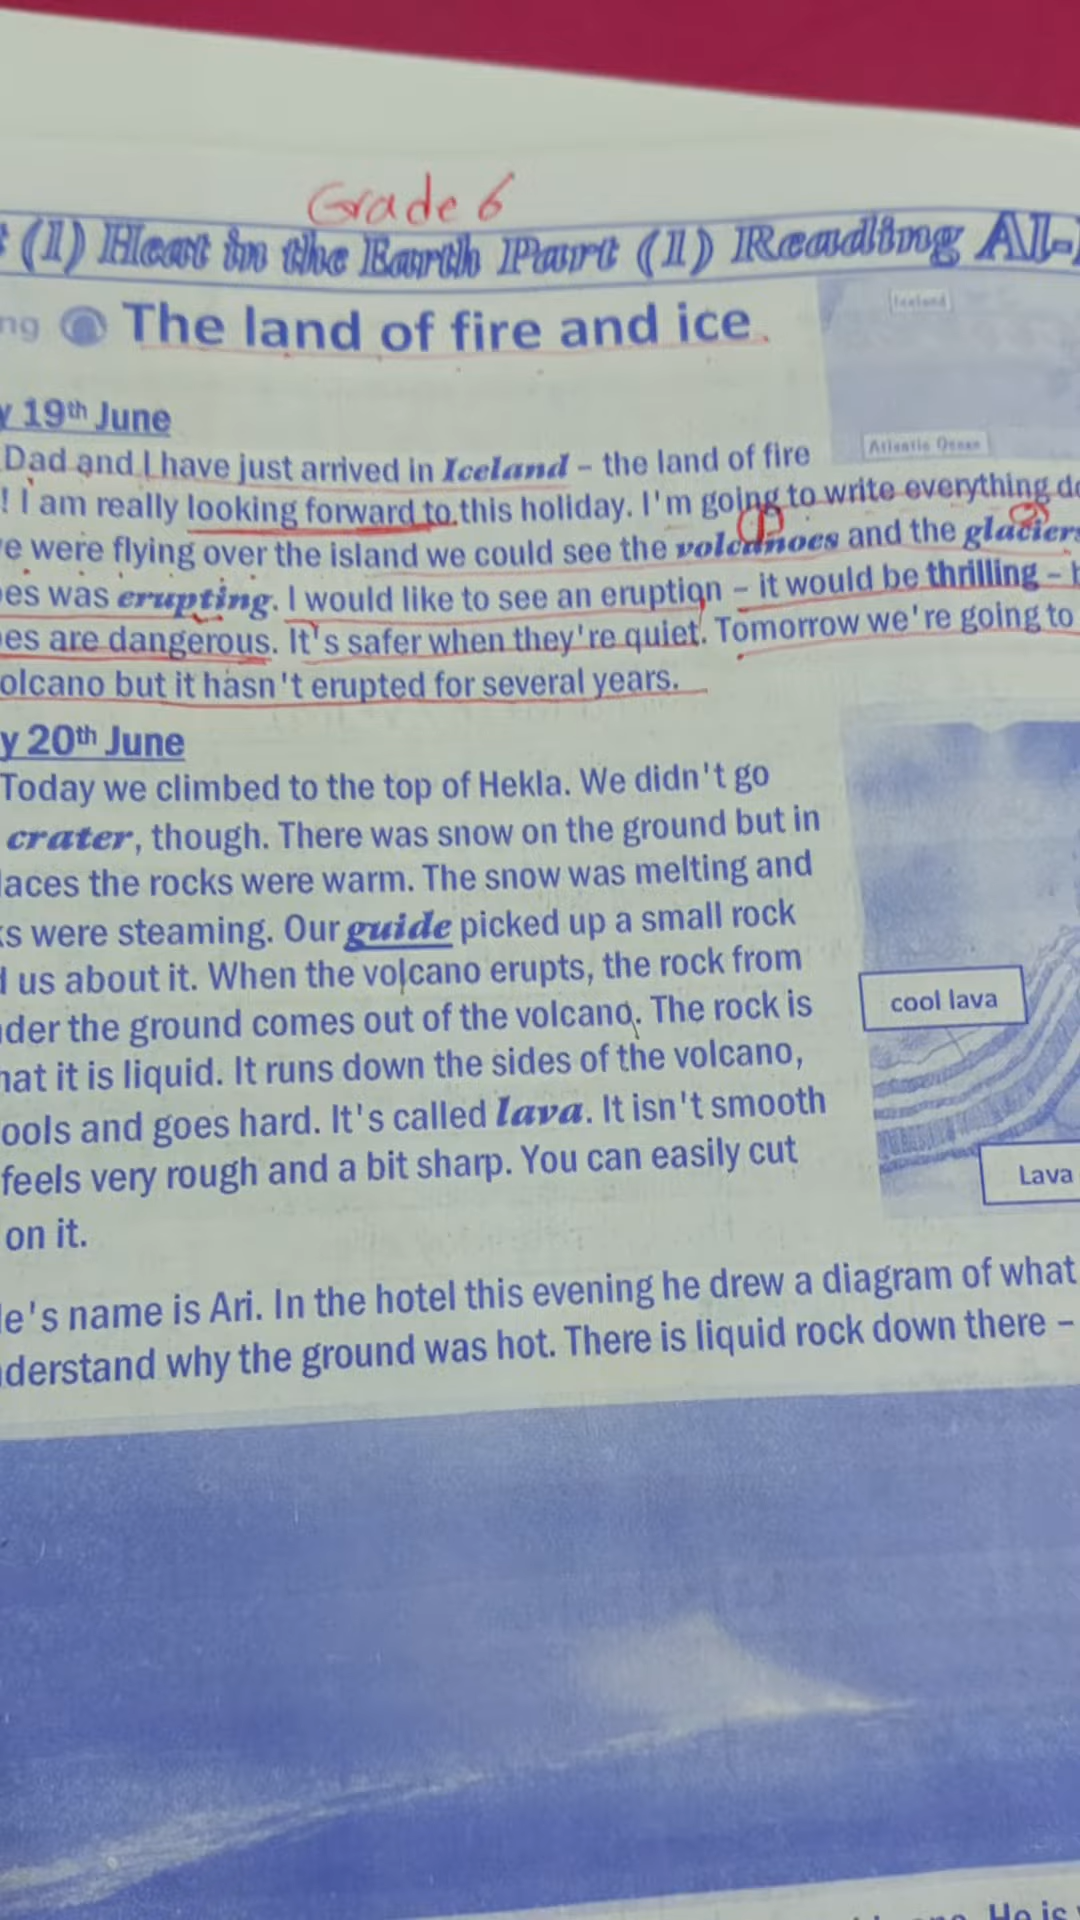 Grade 6
(1) Heat in the Earth Part (1) Reading Al-
The land of fire and ice
Iceland
19th June
Atlantic Ocean
Dad and I have just arrived in Iceland – the land of fire
! I am really looking forward to this holiday. I'm going to write everything
were flying over the island we could see the volcanoes and the glaciers
was erupting. I would like to see an eruption – it would be thrilling –
are dangerous. It's safer when they're quiet. Tomorrow we're going to
but it hasn't erupted for several years.
20th June
Today we climbed to the top of Hekla. We didn't go
crater, though. There was snow on the ground but in
the rocks were warm. The snow was melting and
were steaming. Our guide picked up a small rock
us about it. When the volcano erupts, the rock from
the ground comes out of the volcano. The rock is
it is liquid. It runs down the sides of the volcano,
and goes hard. It's called lava. It isn't smooth
feels very rough and a bit sharp. You can easily cut
on it.
cool lava
Lava
name is Ari. In the hotel this evening he drew a diagram of what
why the ground was hot. There is liquid rock down there –
He is